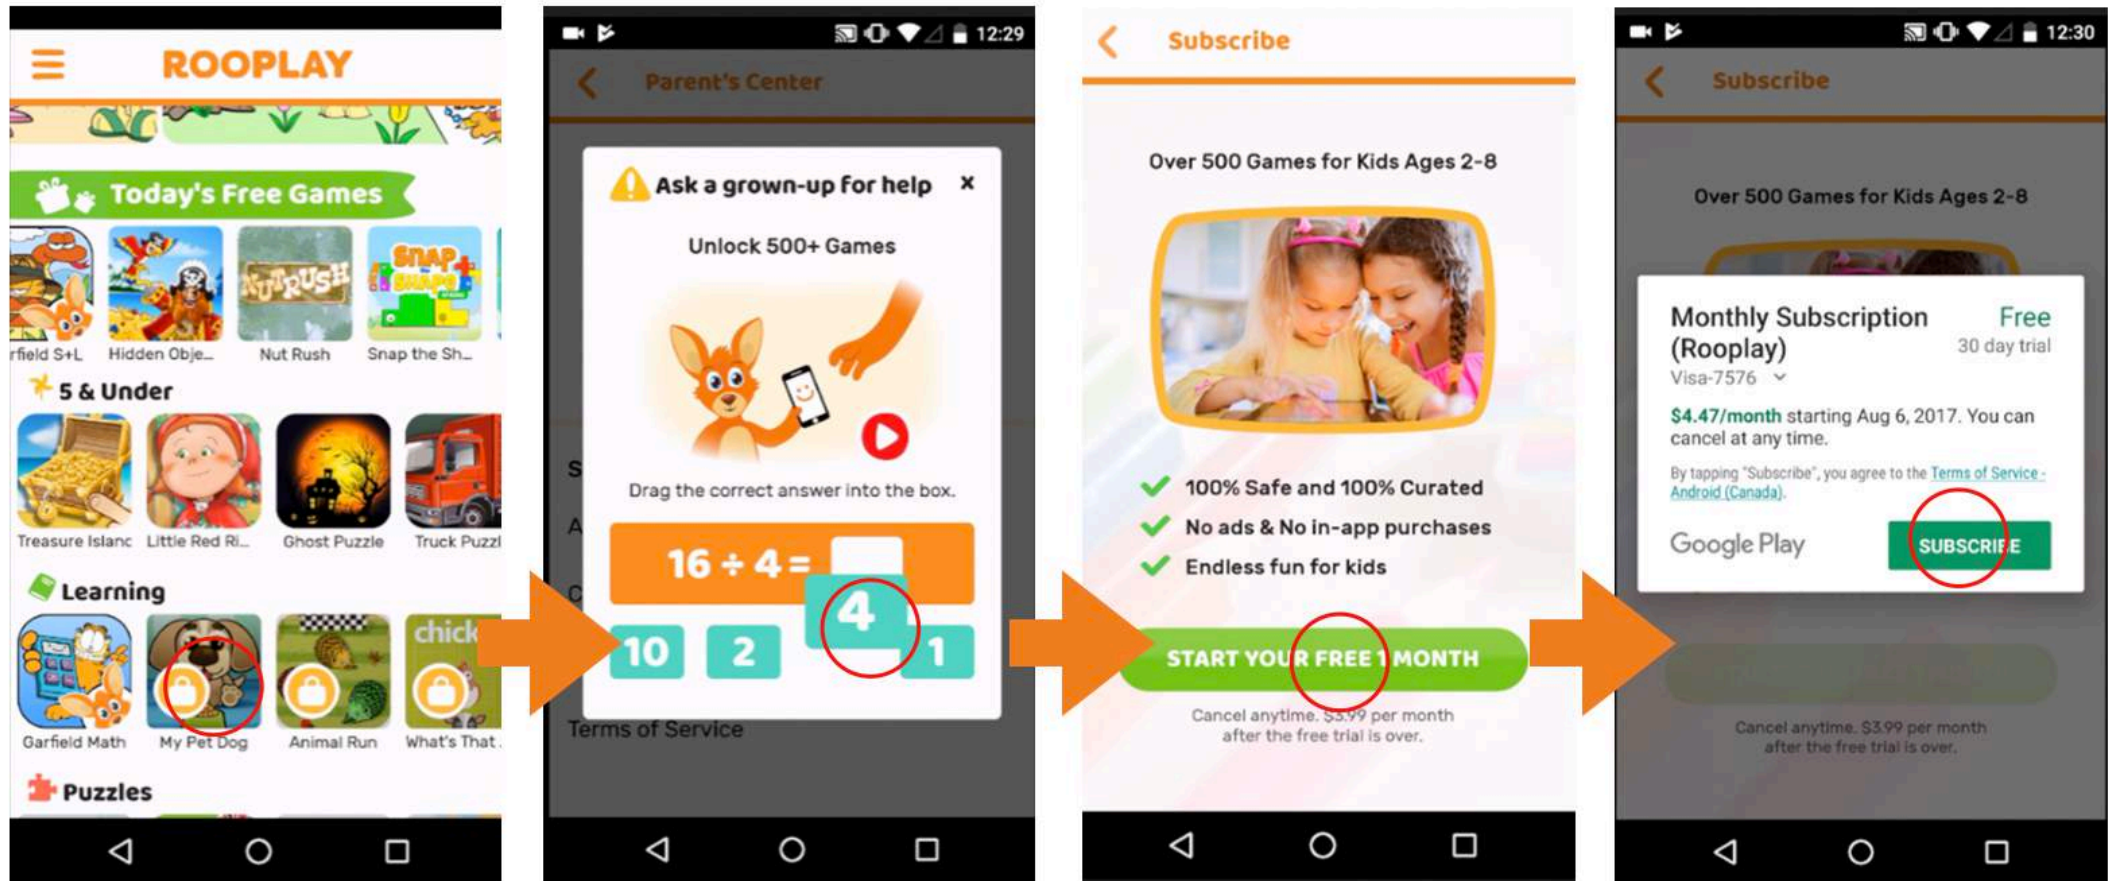 ROOPLAY
Today's Free Games
SNAP
SHAPE
NUTRUSH
rfield S+L
Hidden Obje...
Nut Rush
Snap the Sh...
5 & Under
Treasure Islanc
Little Red Ri...
Ghost Puzzle
Truck Puzzl
Learning
chick
Garfield Math
My Pet Dog
Animal Run
What's That
Puzzles
12:29
Parent's Center
Ask a grown-up for help x
Unlock 500+ Games
Drag the correct answer into the box.
16 ÷ 4 =
4
10 2 1
S
A
C
Terms of Service
Subscribe
Over 500 Games for Kids Ages 2-8
100% Safe and 100% Curated
No ads & No in-app purchases
Endless fun for kids
START YOUR FREE 1 MONTH
Cancel anytime. $3.99 per month
after the free trial is over.
12:30
Subscribe
Over 500 Games for Kids Ages 2-8
Monthly Subscription Free
(Rooplay) 30 day trial
Visa-7576
$4.47/month starting Aug 6, 2017. You can
cancel at any time.
By tapping "Subscribe", you agree to the Terms of Service -
Android (Canada).
Google Play SUBSCRIBE
Cancel anytime. $3.99 per month
after the free trial is over.